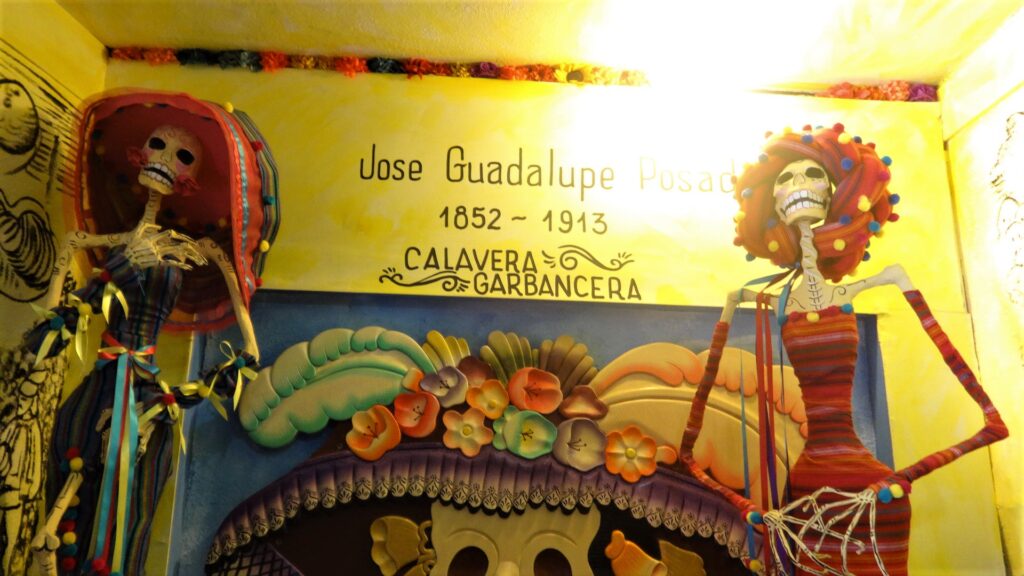 Jose Guadalupe Posad
1852 ~ 1913
CALAVERA
GARBANCERA